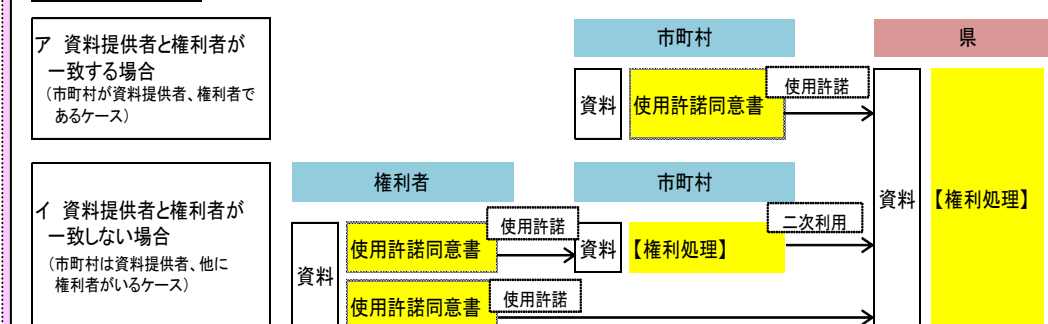 ア 資料提供者と権利者が
一致する場合
（市町村が資料提供者、権利者で
あるケース）
市町村
県
資料
使用許諾同意書
使用許諾
イ 資料提供者と権利者が
一致しない場合
（市町村は資料提供者、他に
権利者がいるケース）
権利者
市町村
資料
使用許諾同意書
使用許諾
資料
【権利処理】
二次利用
資料
【権利処理】
使用許諾同意書
使用許諾